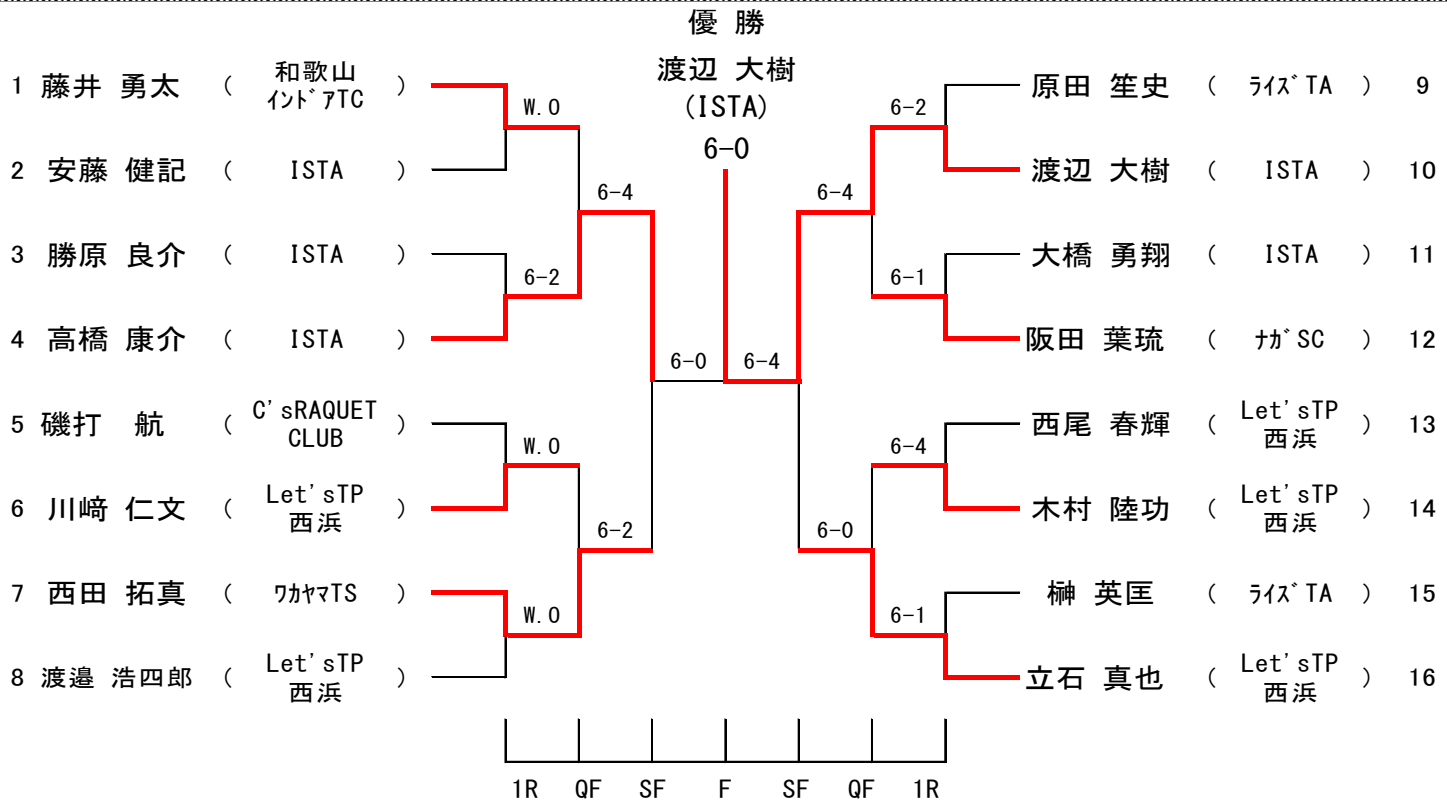 優 勝
渡辺 大樹
(ISTA)
6-0
1 藤井 勇太 ( 和歌山 インドアTC )
W.O
2 安藤 健記 ( ISTA )
6-4
3 勝原 良介 ( ISTA )
6-2
4 高橋 康介 ( ISTA )
6-0
5 磯打 航 ( C'sRAQUET CLUB )
W.O
6 川﨑 仁文 ( Let'sTP 西浜 )
6-2
7 西田 拓真 ( ワカヤマTS )
W.O
8 渡邉 浩四郎 ( Let'sTP 西浜 )
原田 笙史 ( ライズTA ) 9
6-2
渡辺 大樹 ( ISTA ) 10
6-4
大橋 勇翔 ( ISTA ) 11
6-1
阪田 葉琉 ( ナガSC ) 12
6-4
西尾 春輝 ( Let'sTP 西浜 ) 13
6-4
木村 陸功 ( Let'sTP 西浜 ) 14
6-0
榊 英匡 ( ライズTA ) 15
6-1
立石 真也 ( Let'sTP 西浜 ) 16
1R QF SF F SF QF 1R